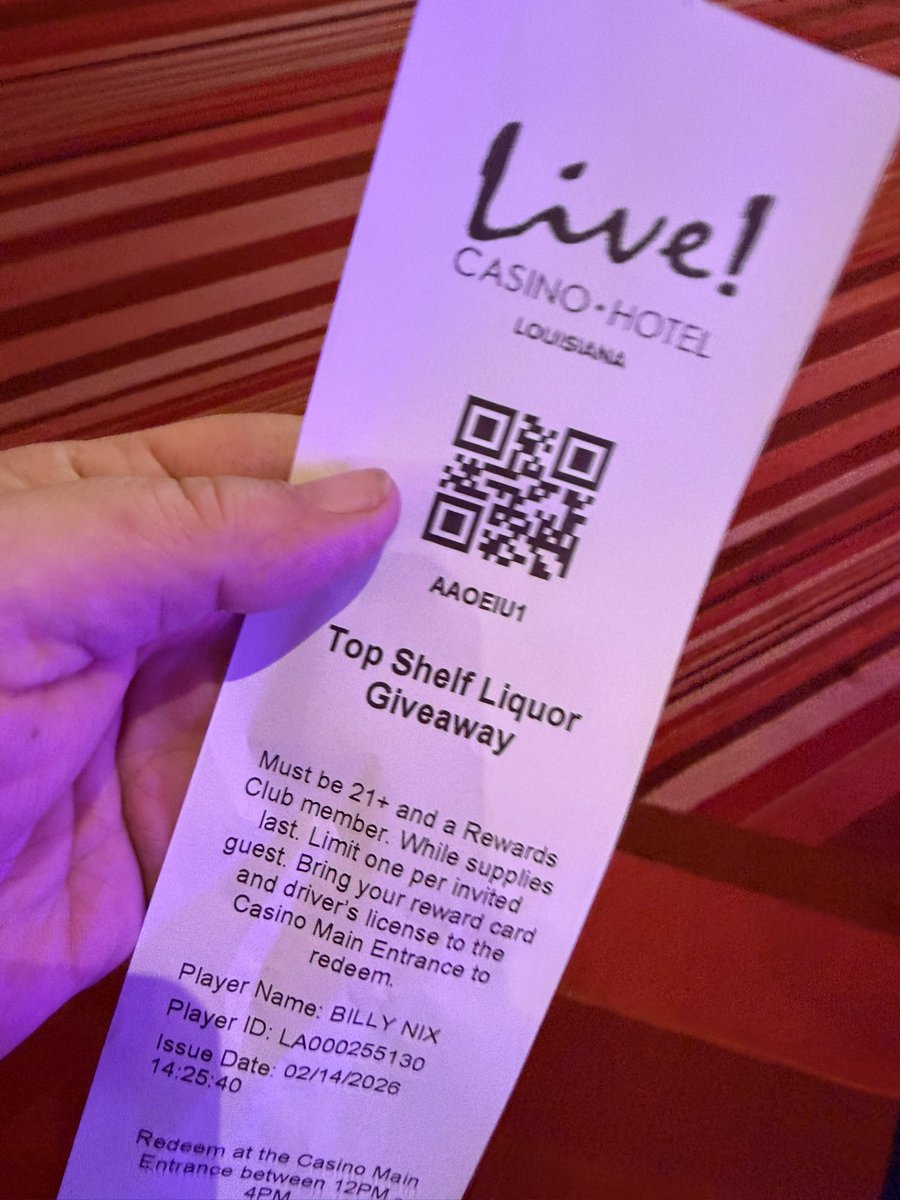 Live!
CASINO • HOTEL
LOUISIANA
AAOEIU1
Top Shelf Liquor
Giveaway
Must be 21+ and a Rewards
Club member. While supplies
last. Limit one per invited
guest. Bring your reward card
and driver's license to the
Casino Main Entrance to
redeem.
Player Name: BILLY NIX
Player ID: LA000255130
Issue Date: 02/14/2026
14:25:40
Redeem at the Casino Main
Entrance between 12PM
4PM